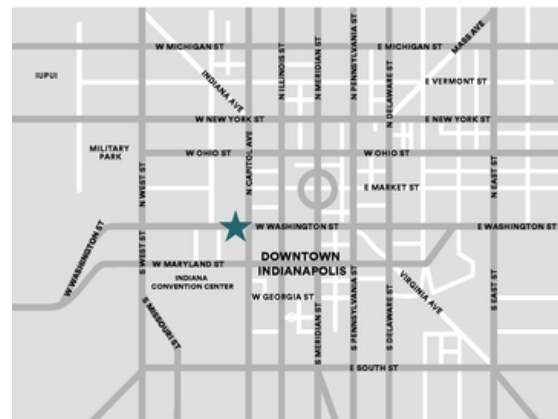 W MICHIGAN ST
E MICHIGAN ST
MASS AVE
IUPUI
INDIANA AVE
N ILLINOIS ST
N MERIDIAN ST
N PENNSYLVANIA ST
N DELAWARE ST
E VERMONT ST
W NEW YORK ST
E NEW YORK ST
MILITARY
PARK
W OHIO ST
W OHIO ST
N WEST ST
N CAPITOL AVE
E MARKET ST
N EAST ST
W WASHINGTON ST
E WASHINGTON ST
W WASHINGTON ST
S WEST ST
W MARYLAND ST
DOWNTOWN
INDIANAPOLIS
INDIANA
CONVENTION CENTER
W GEORGIA ST
S MISSOURI ST
S MERIDIAN ST
S PENNSYLVANIA ST
S DELAWARE ST
VIRGINIA AVE
S EAST ST
E SOUTH ST